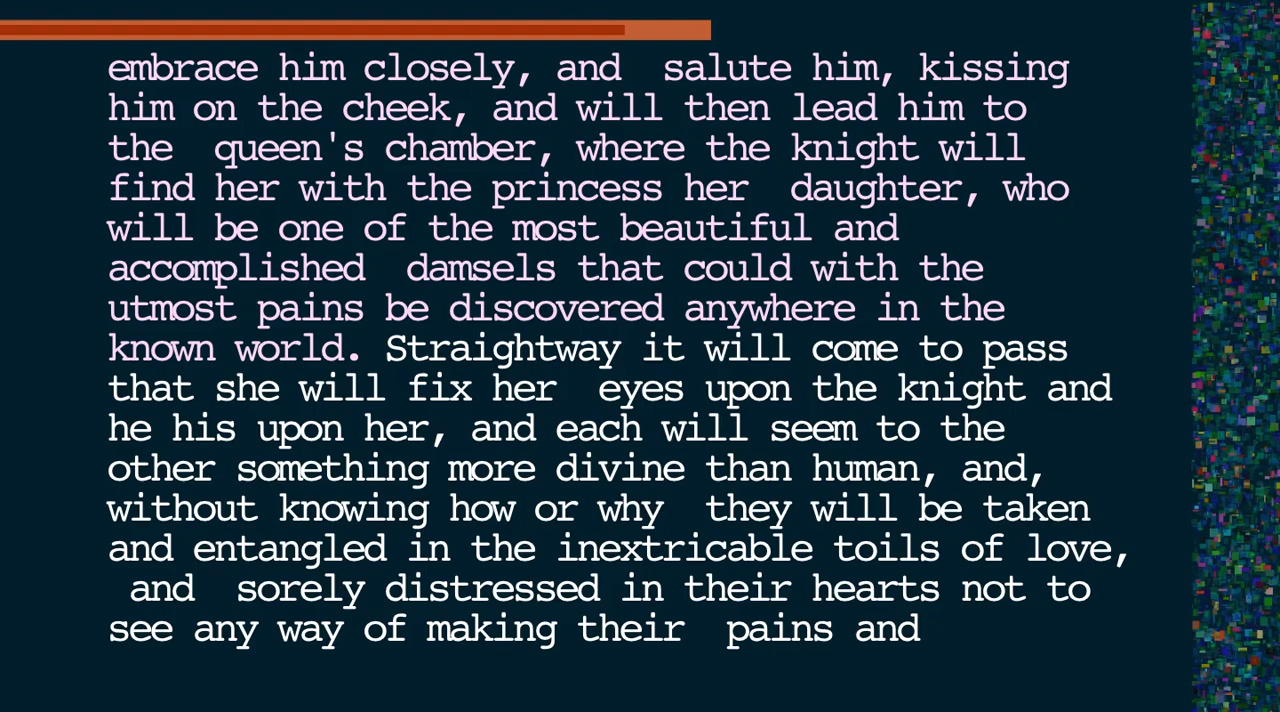 embrace him closely, and  salute him, kissing
him on the cheek, and will then lead him to
the  queen's chamber, where the knight will
find her with the princess her  daughter, who
will be one of the most beautiful and
accomplished  damsels that could with the
utmost pains be discovered anywhere in the
known world. Straightway it will come to pass
that she will fix her  eyes upon the knight and
he his upon her, and each will seem to the
other something more divine than human, and,
without knowing how or why  they will be taken
and entangled in the inextricable toils of love,
 and  sorely distressed in their hearts not to
see any way of making their  pains and